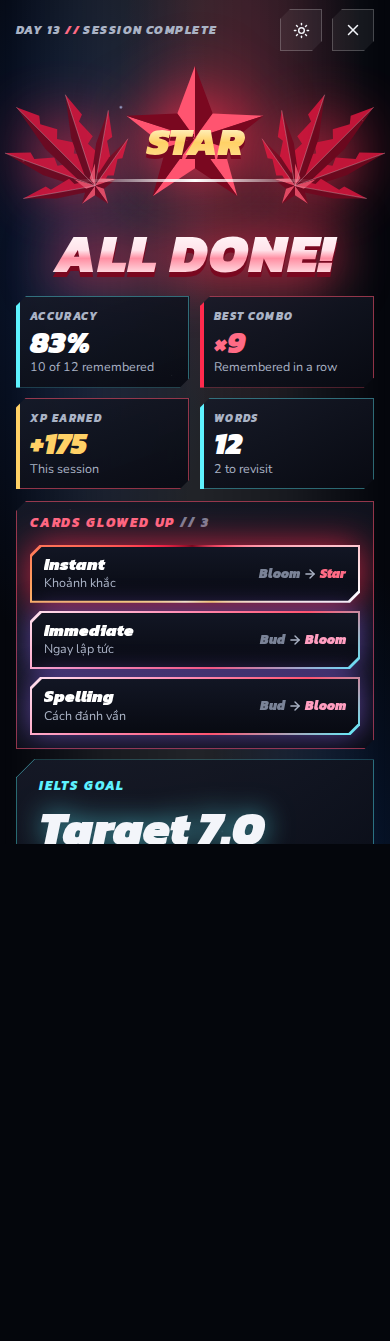 DAY 13 // SESSION COMPLETE
STAR
ALL DONE!
ACCURACY
83%
10 of 12 remembered
BEST COMBO
×9
Remembered in a row
XP EARNED
+175
This session
WORDS
12
2 to revisit
CARDS GLOWED UP // 3
Instant
Khoảnh khắc
Bloom → Star
Immediate
Ngay lập tức
Bud → Bloom
Spelling
Cách đánh vần
Bud → Bloom
IELTS GOAL
Target 7.0